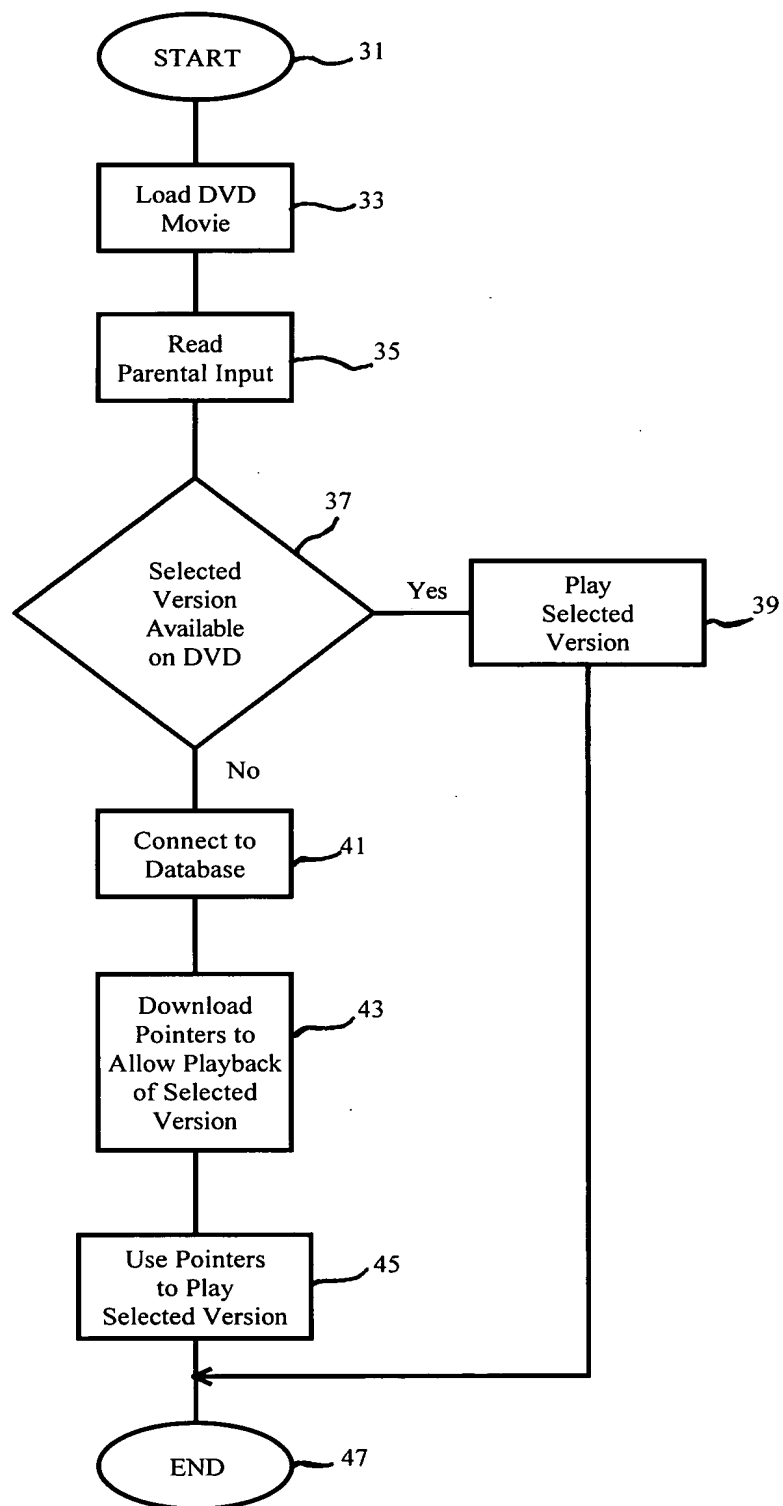 START
31
Load DVD
Movie
33
Read
Parental Input
35
37
Selected
Version
Available
on DVD
Yes
Play
Selected
Version
39
No
Connect to
Database
41
Download
Pointers to
Allow Playback
of Selected
Version
43
Use Pointers
to Play
Selected Version
45
END
47